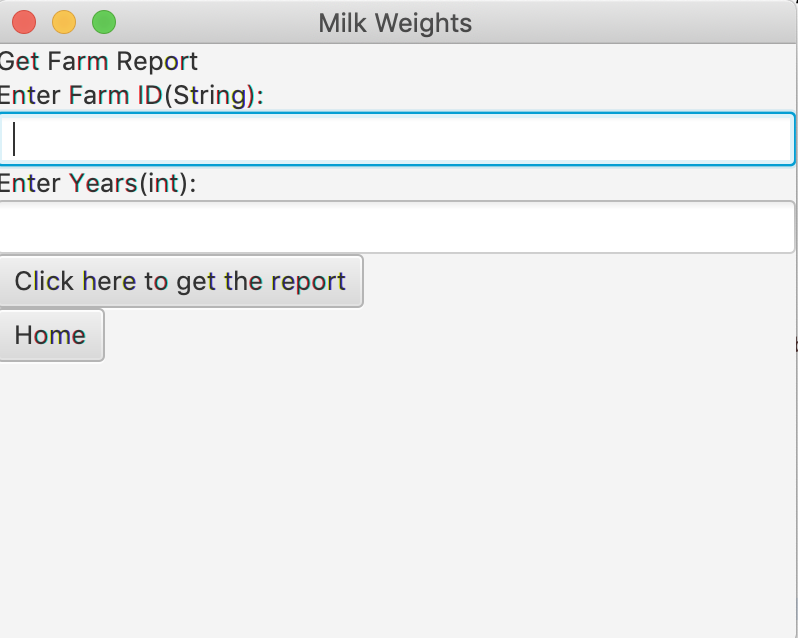 Milk Weights
Get Farm Report
Enter Farm ID(String):
Enter Years(int):
Click here to get the report
Home